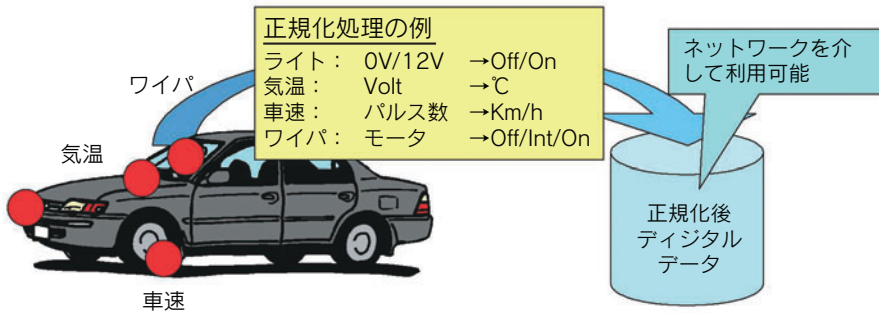 正規化処理の例
ライト： 0V/12V →Off/On
気温： Volt →℃
車速： パルス数 →Km/h
ワイパ： モータ →Off/Int/On
ネットワークを介
して利用可能
ワイパ
気温
車速
正規化後
ディジタル
データ